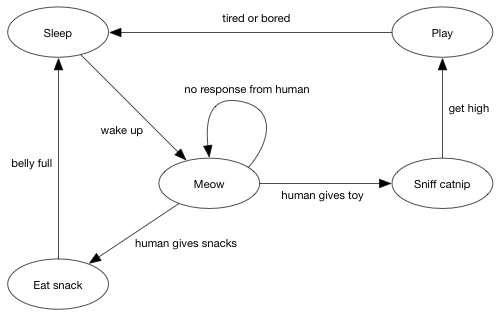 tired or bored
Sleep
Play
no response from human
get high
wake up
belly full
Meow
Sniff catnip
human gives toy
human gives snacks
Eat snack